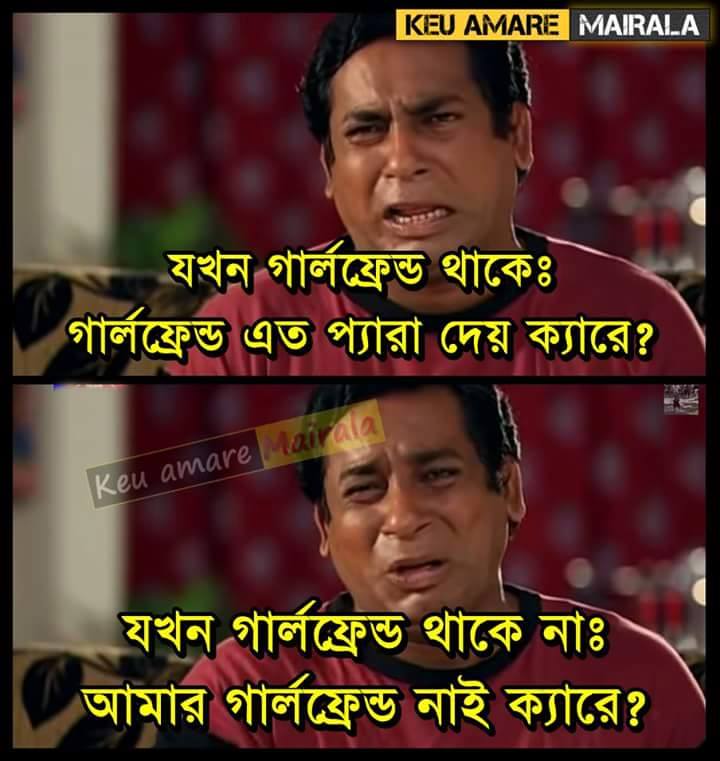 KEU AMARE MAIRALA
যখন গার্লফ্রেন্ড থাকেঃ
গার্লফ্রেন্ড এত প্যারা দেয় ক্যারে?
Keu amare Mairala
যখন গার্লফ্রেন্ড থাকে নাঃ
আমার গার্লফ্রেন্ড নাই ক্যারে?